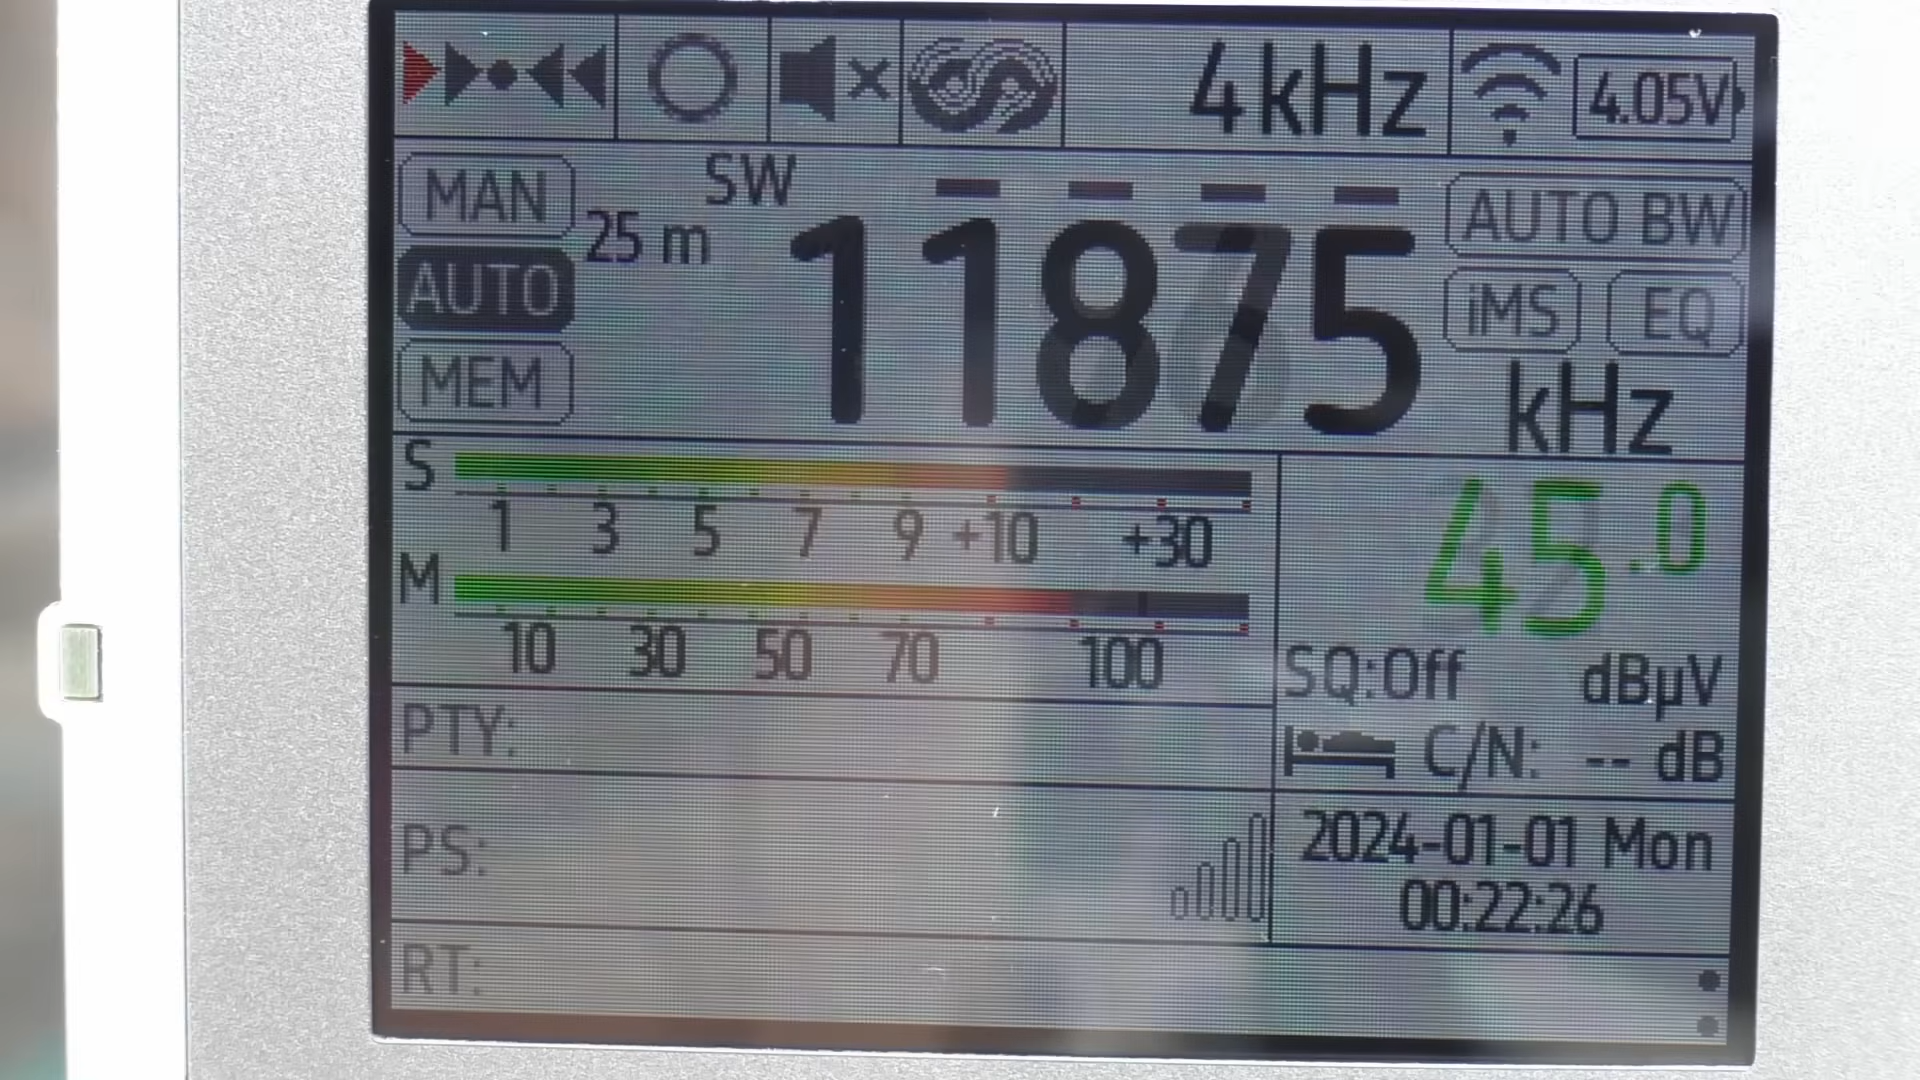 4kHz 4.05V
MAN SW AUTO BW
25 m 11875
AUTO iMS EQ
MEM kHz
S
1 3 5 7 9 +10 +30
45.0
M
10 30 50 70 100
SQ:Off dBµV
PTY:
C/N: -- dB
PS:
2024-01-01 Mon
00:22:26
RT: